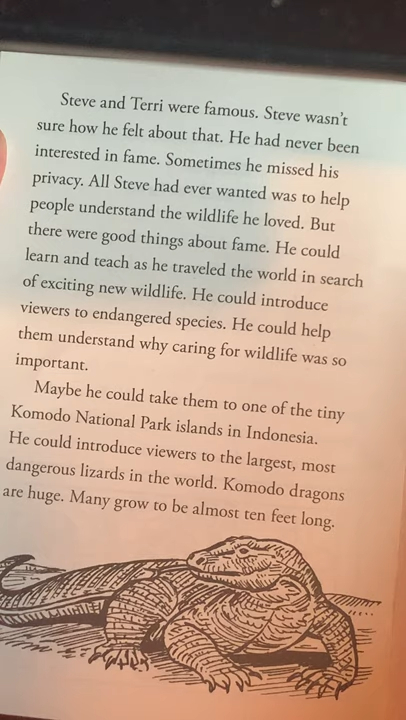 Steve and Terri were famous. Steve wasn't
sure how he felt about that. He had never been
interested in fame. Sometimes he missed his
privacy. All Steve had ever wanted was to help
people understand the wildlife he loved. But
there were good things about fame. He could
learn and teach as he traveled the world in search
of exciting new wildlife. He could introduce
viewers to endangered species. He could help
them understand why caring for wildlife was so
important.
Maybe he could take them to one of the tiny
Komodo National Park islands in Indonesia.
He could introduce viewers to the largest, most
dangerous lizards in the world. Komodo dragons
are huge. Many grow to be almost ten feet long.